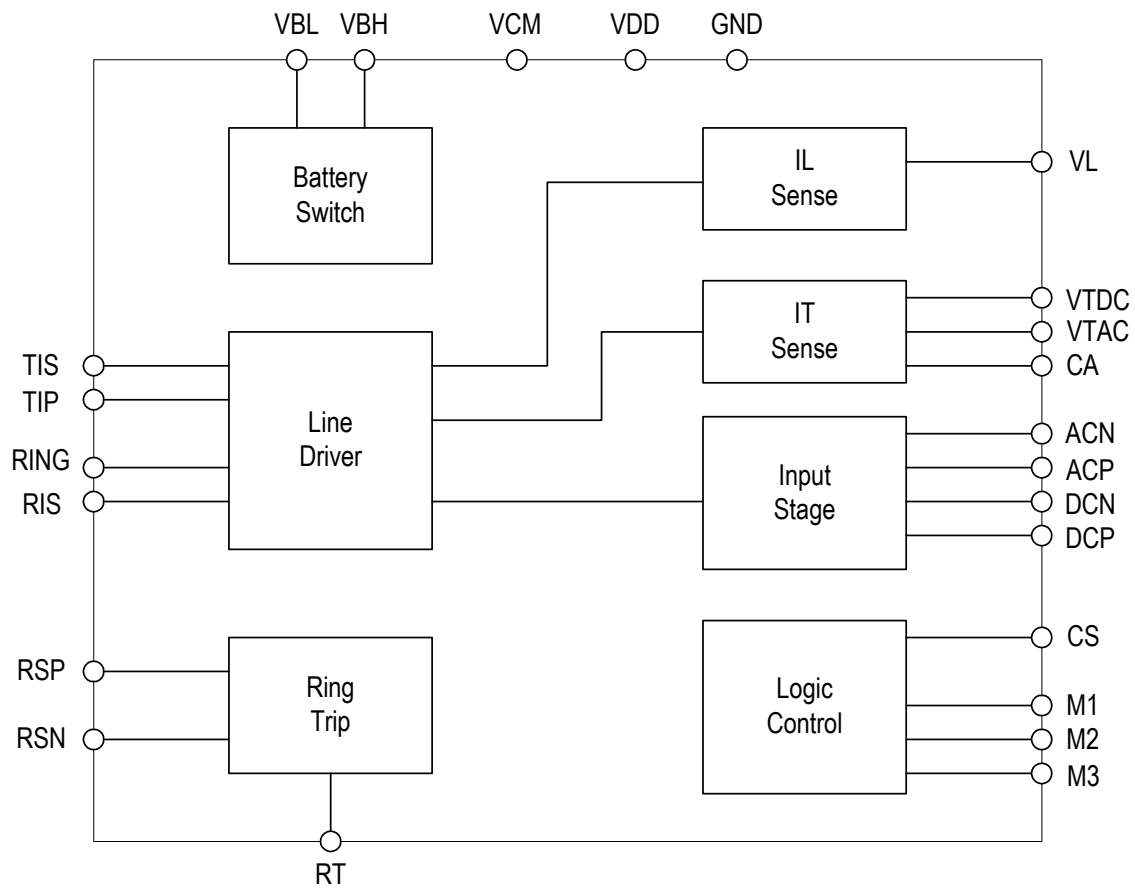 VBL
VBH
VCM
VDD
GND
Battery
Switch
IL
Sense
VL
IT
Sense
VTDC
VTAC
CA
TIS
TIP
RING
RIS
Line
Driver
Input
Stage
ACN
ACP
DCN
DCP
RSP
RSN
Ring
Trip
Logic
Control
CS
M1
M2
M3
RT